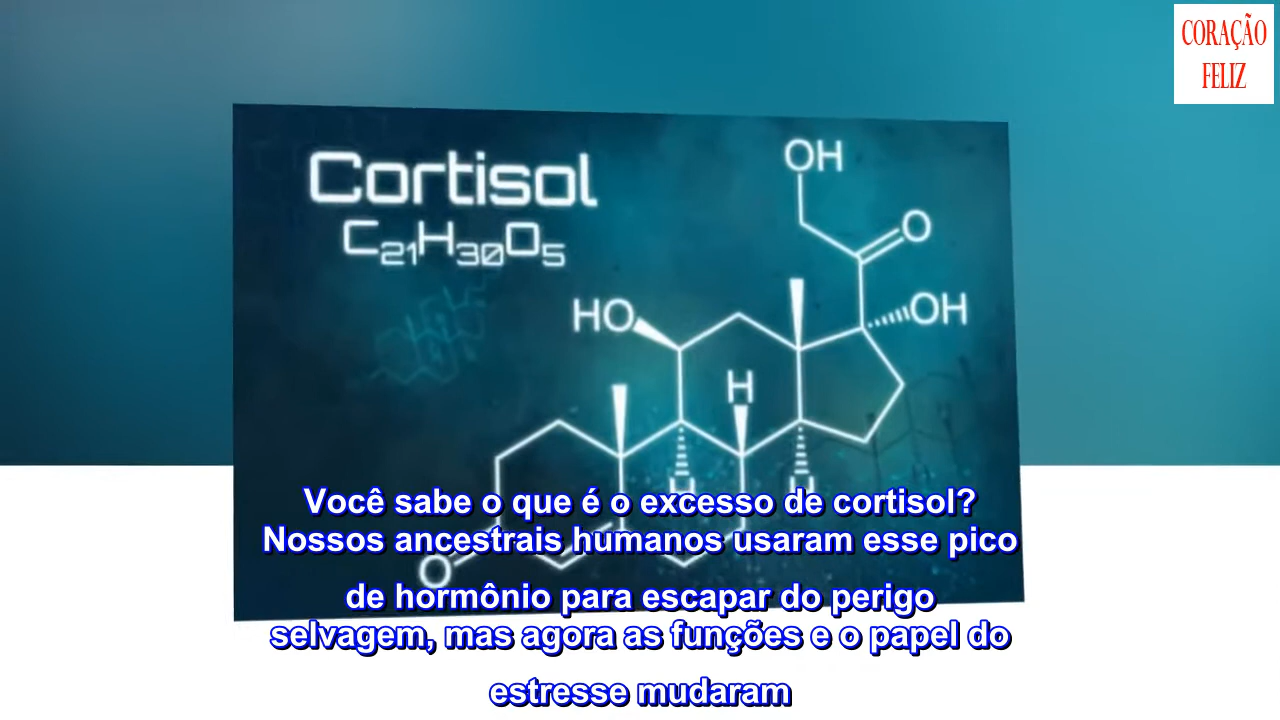 CORAÇÃO
FELIZ
Cortisol
C21H30O5
OH
O
HO
OH
H
H
H
O
Você sabe o que é o excesso de cortisol?
Nossos ancestrais humanos usaram esse pico
de hormônio para escapar do perigo
selvagem, mas agora as funções e o papel do
estresse mudaram